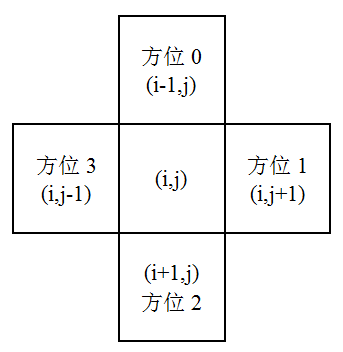 方位 0
(i-1,j)
方位 3
(i,j-1)
(i,j)
方位 1
(i,j+1)
(i+1,j)
方位 2